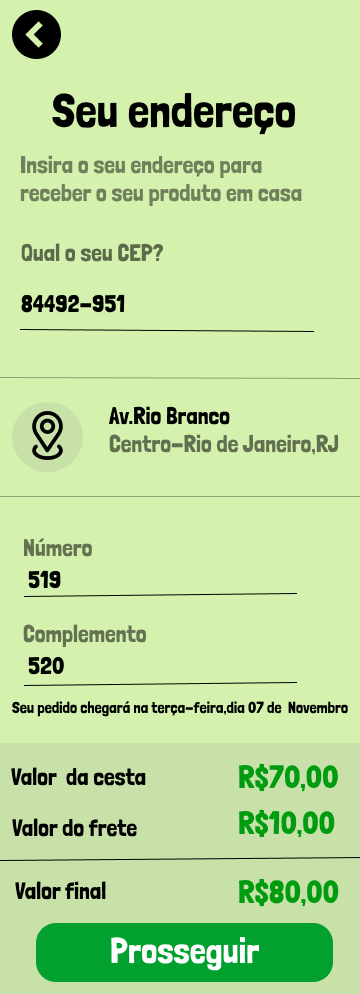 Seu endereço
Insira o seu endereço para
receber o seu produto em casa
Qual o seu CEP?
84492-951
Av.Rio Branco
Centro-Rio de Janeiro,RJ
Número
519
Complemento
520
Seu pedido chegará na terça-feira,dia 07 de Novembro
Valor da cesta R$70,00
Valor do frete R$10,00
Valor final R$80,00
Prosseguir